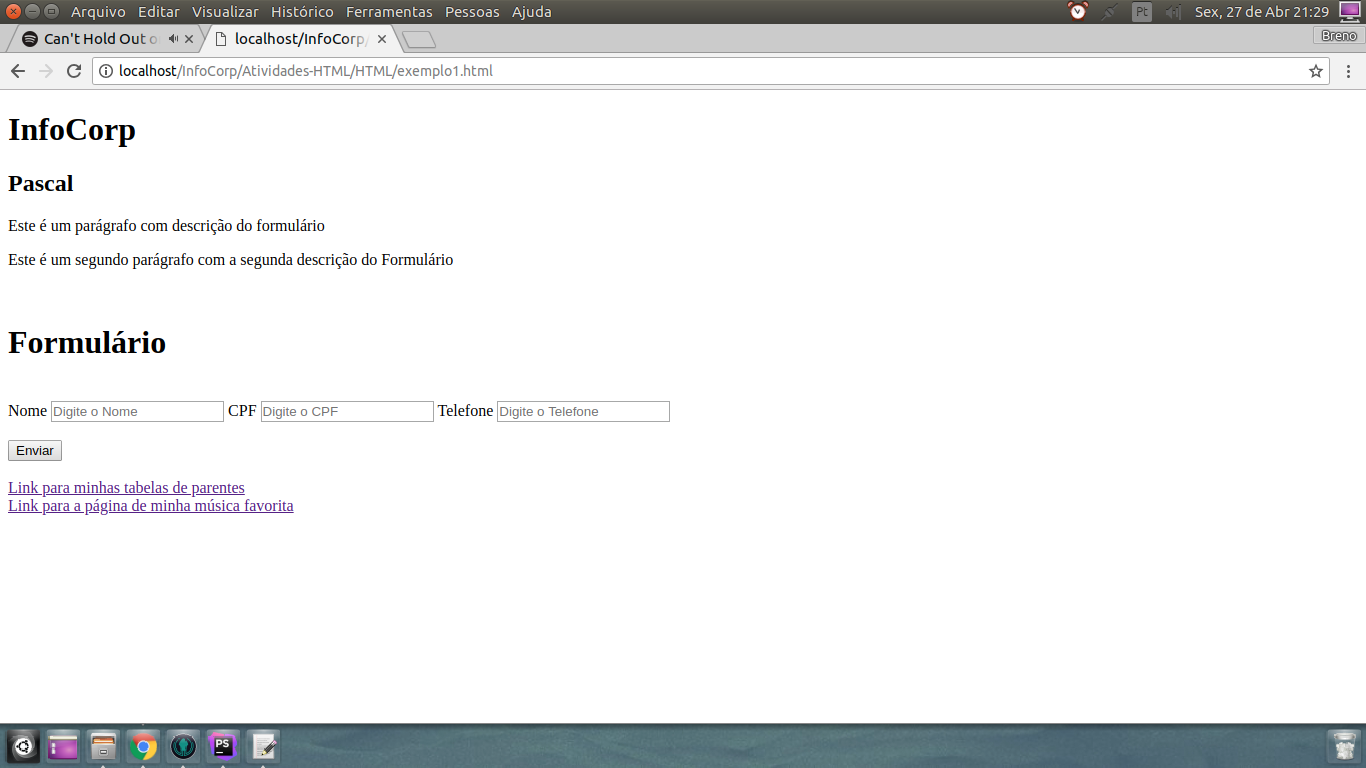 Arquivo Editar Visualizar Histórico Ferramentas Pessoas Ajuda Pt Sex, 27 de Abr 21:29
Can't Hold Out o localhost/InfoCorp/ Breno
localhost/InfoCorp/Atividades-HTML/HTML/exemplo1.html
InfoCorp
Pascal
Este é um parágrafo com descrição do formulário
Este é um segundo parágrafo com a segunda descrição do Formulário
Formulário
Nome Digite o Nome CPF Digite o CPF Telefone Digite o Telefone
Enviar
Link para minhas tabelas de parentes
Link para a página de minha música favorita
PS